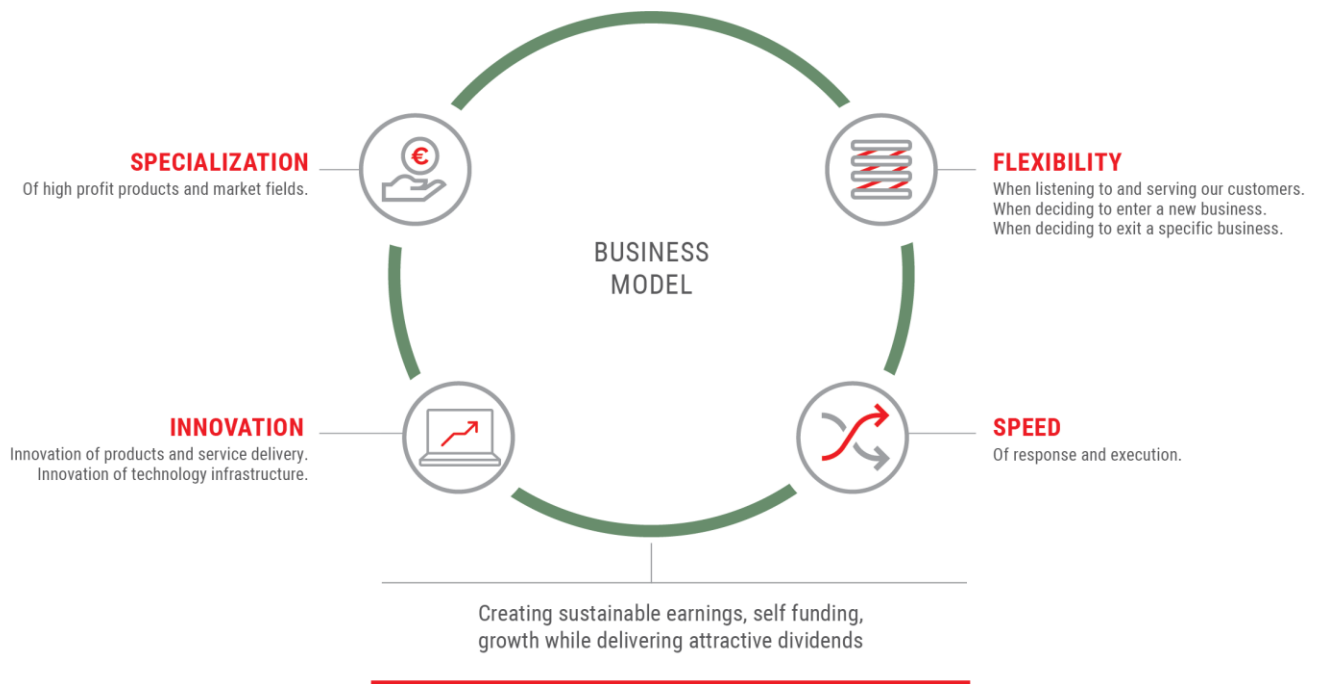 SPECIALIZATION
Of high profit products and market fields.
€
FLEXIBILITY
When listening to and serving our customers.
When deciding to enter a new business.
When deciding to exit a specific business.
BUSINESS
MODEL
INNOVATION
Innovation of products and service delivery.
Innovation of technology infrastructure.
SPEED
Of response and execution.
Creating sustainable earnings, self funding,
growth while delivering attractive dividends